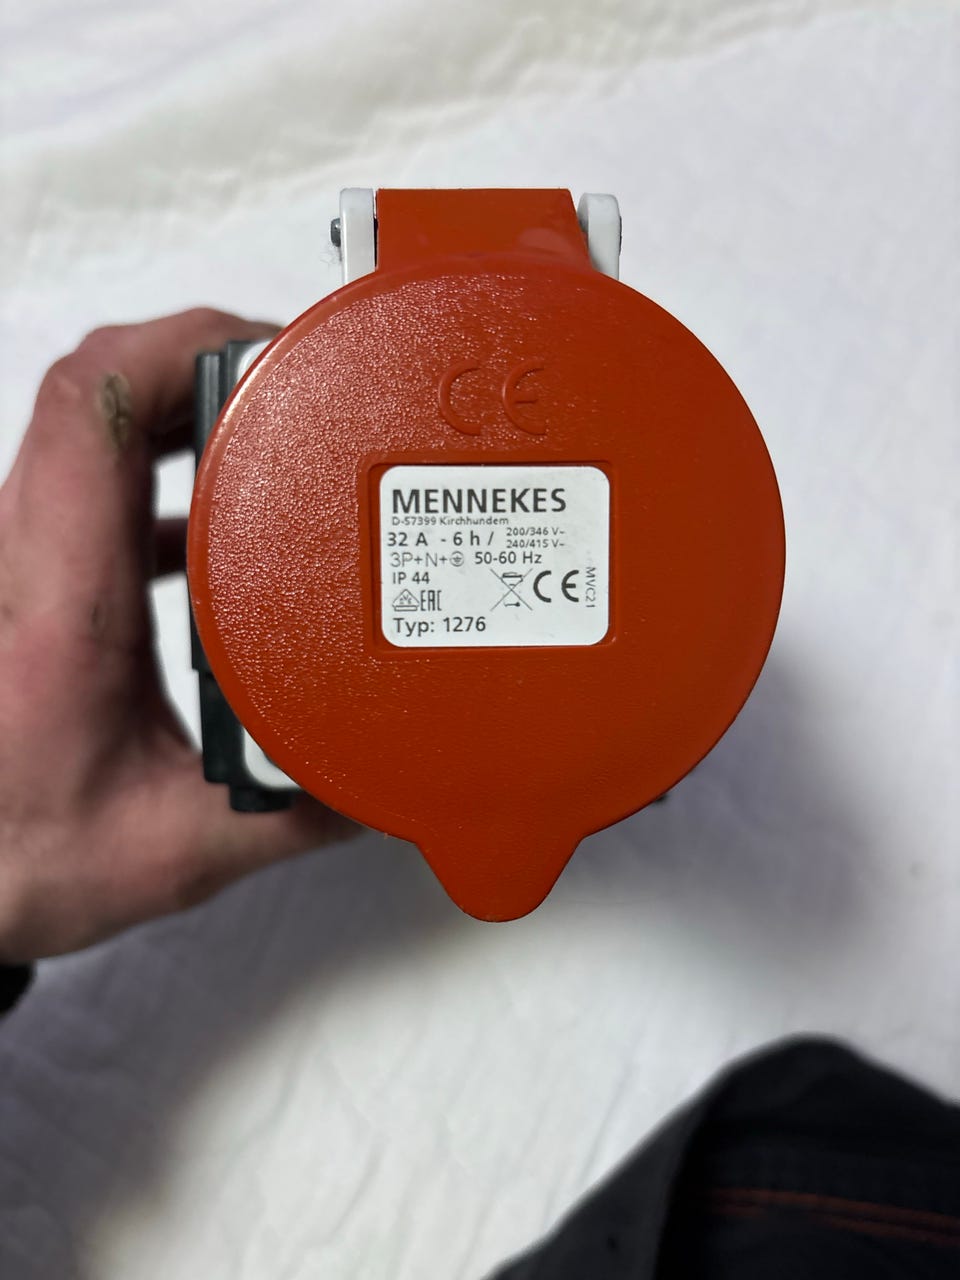 CE
MENNEKES
D-57399 Kirchhundem
32 A - 6 h / 200/346 V~
240/415 V~
3P+N+⏚ 50-60 Hz
IP 44
CE
MVC21
EAC
Typ: 1276